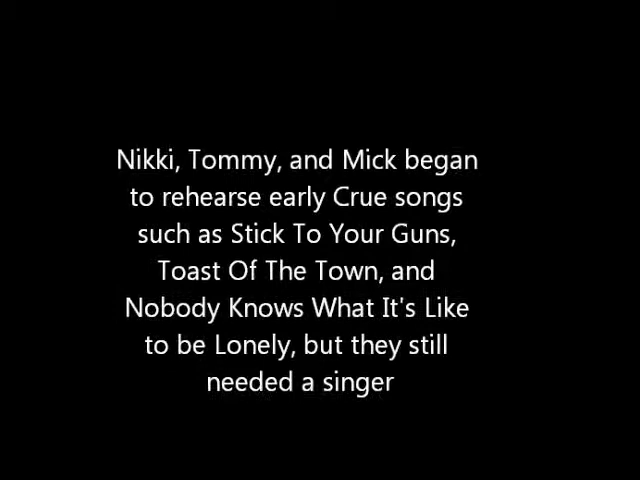 Nikki, Tommy, and Mick began
to rehearse early Crue songs
such as Stick To Your Guns,
Toast Of The Town, and
Nobody Knows What It's Like
to be Lonely, but they still
needed a singer